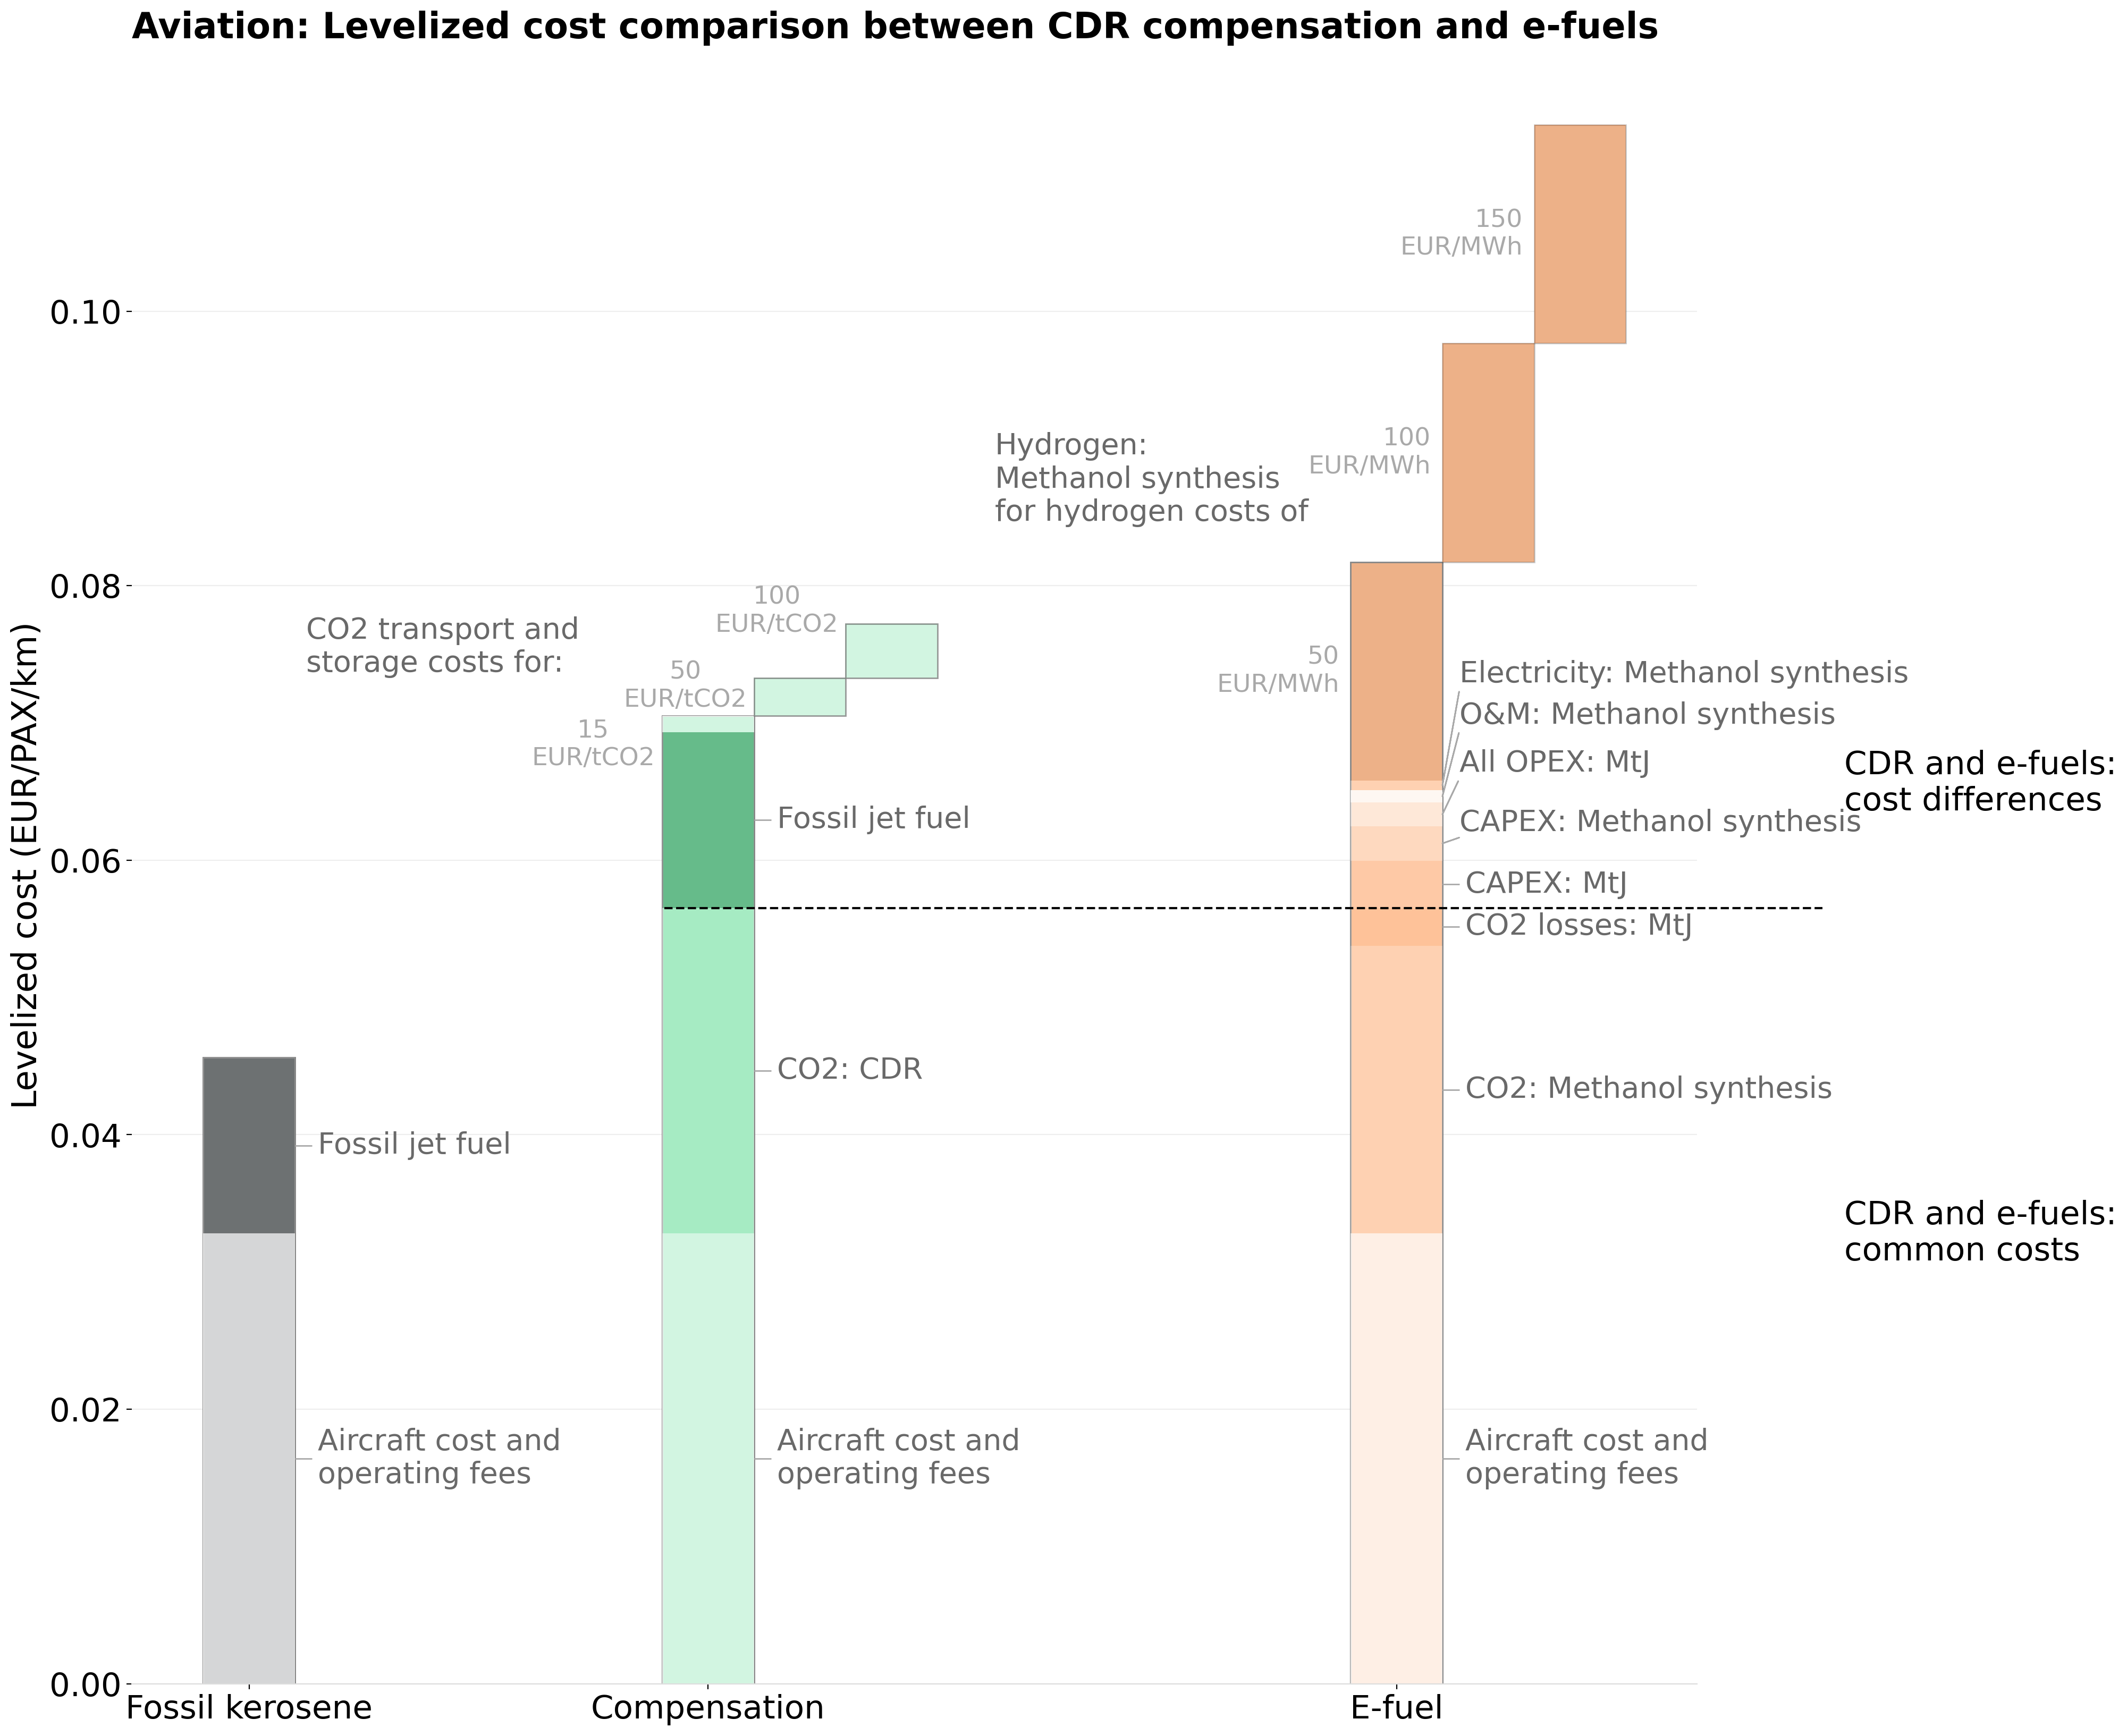 Aviation: Levelized cost comparison between CDR compensation and e-fuels
Levelized cost (EUR/PAX/km)
0.10
0.08
0.06
0.04
0.02
0.00
Fossil kerosene
Compensation
E-fuel
Fossil jet fuel
Aircraft cost and
operating fees
CO2 transport and
storage costs for:
15
EUR/tCO2
50
EUR/tCO2
100
EUR/tCO2
Fossil jet fuel
CO2: CDR
Aircraft cost and
operating fees
Hydrogen:
Methanol synthesis
for hydrogen costs of
50
EUR/MWh
100
EUR/MWh
150
EUR/MWh
Electricity: Methanol synthesis
O&M: Methanol synthesis
All OPEX: MtJ
CAPEX: Methanol synthesis
CAPEX: MtJ
CO2 losses: MtJ
CO2: Methanol synthesis
Aircraft cost and
operating fees
CDR and e-fuels:
cost differences
CDR and e-fuels:
common costs